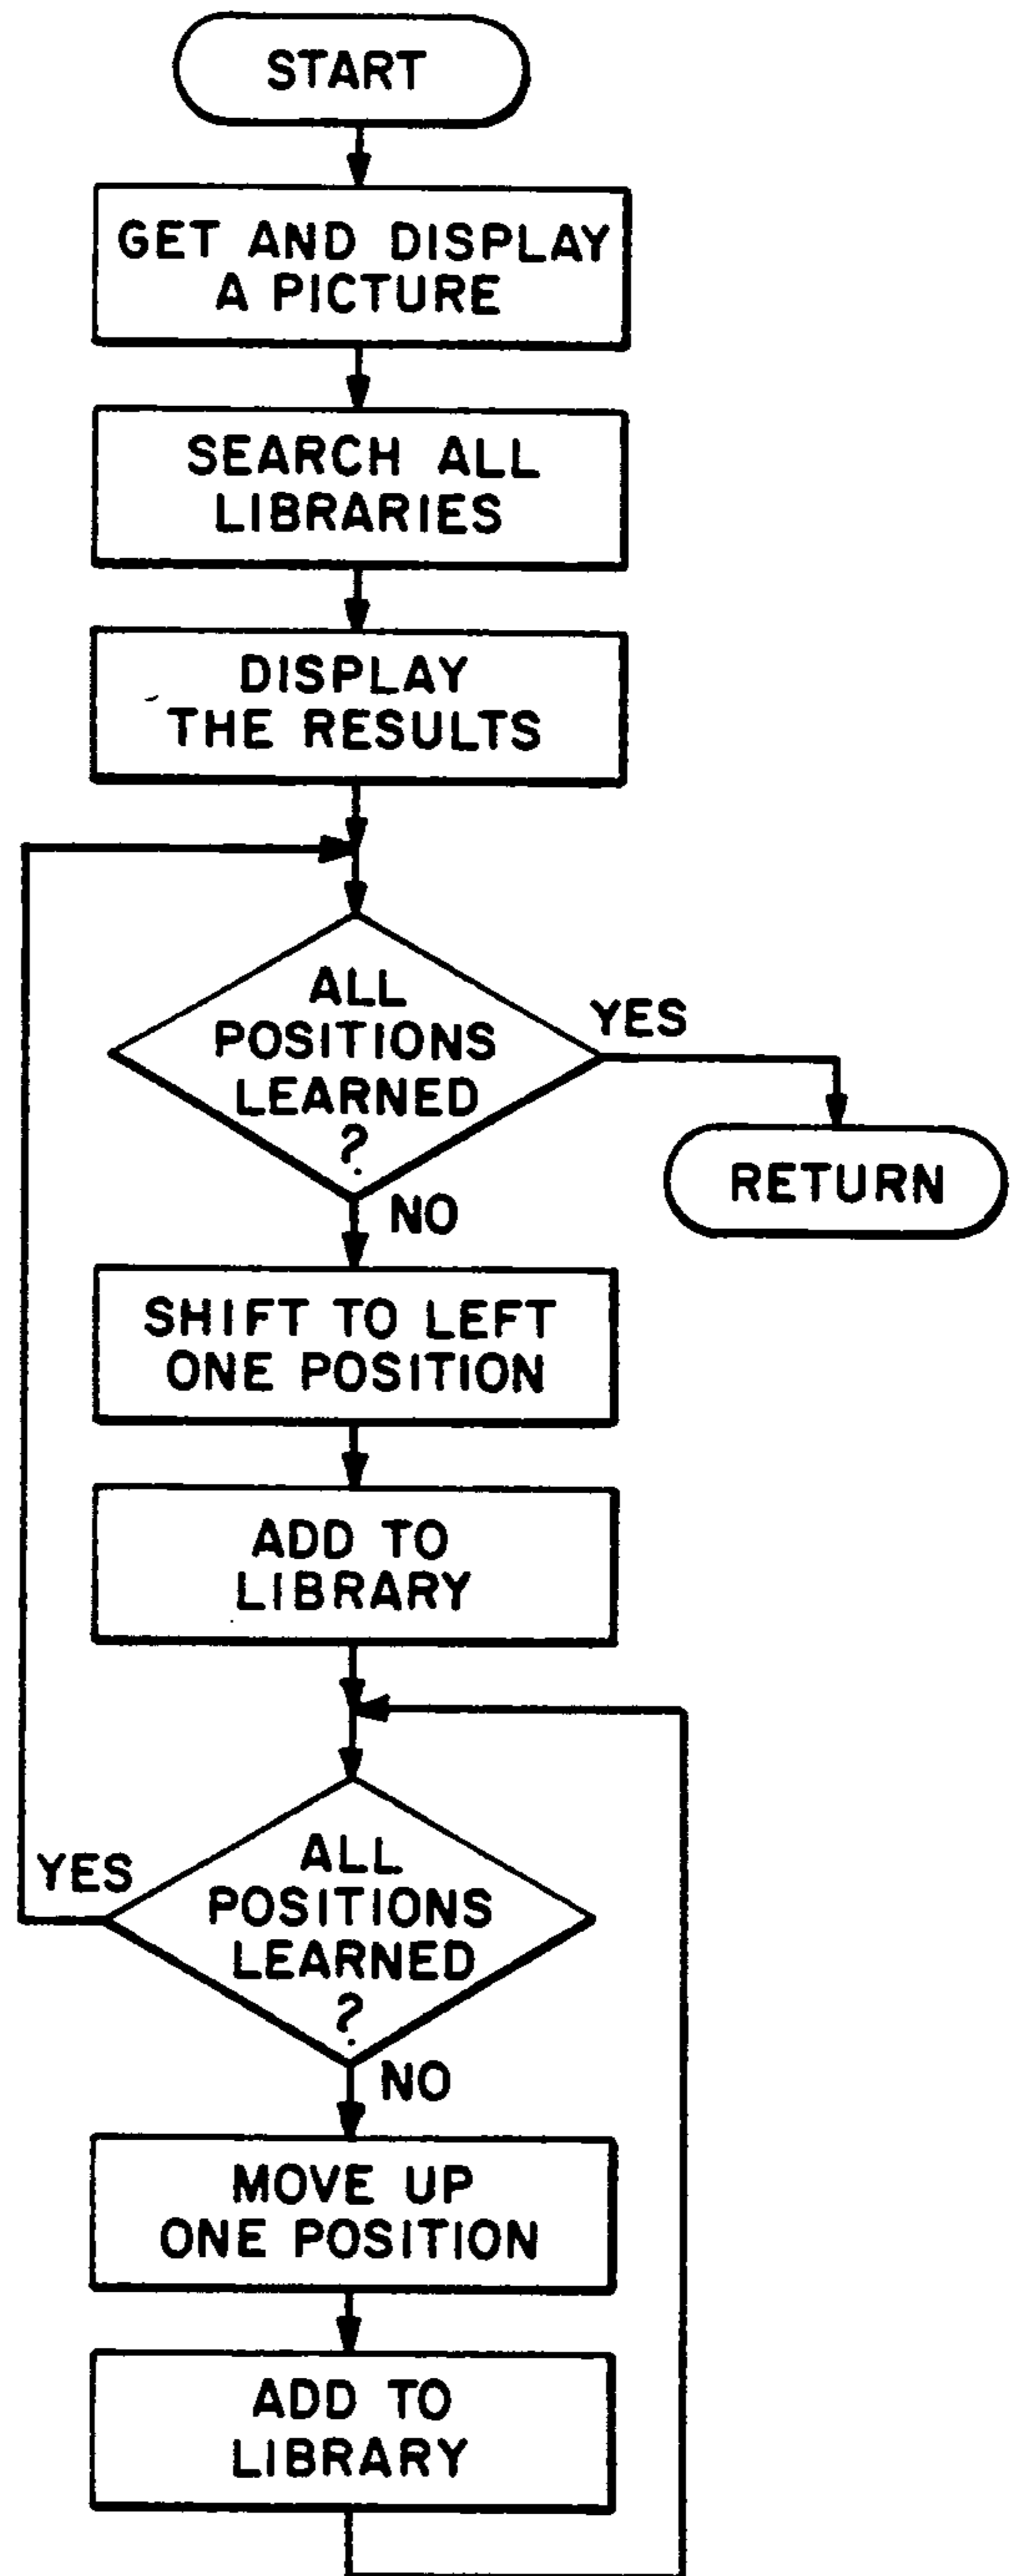 START
GET AND DISPLAY
A PICTURE
SEARCH ALL
LIBRARIES
DISPLAY
THE RESULTS
ALL
POSITIONS
LEARNED
?
YES
RETURN
NO
SHIFT TO LEFT
ONE POSITION
ADD TO
LIBRARY
ALL
POSITIONS
LEARNED
?
YES
NO
MOVE UP
ONE POSITION
ADD TO
LIBRARY